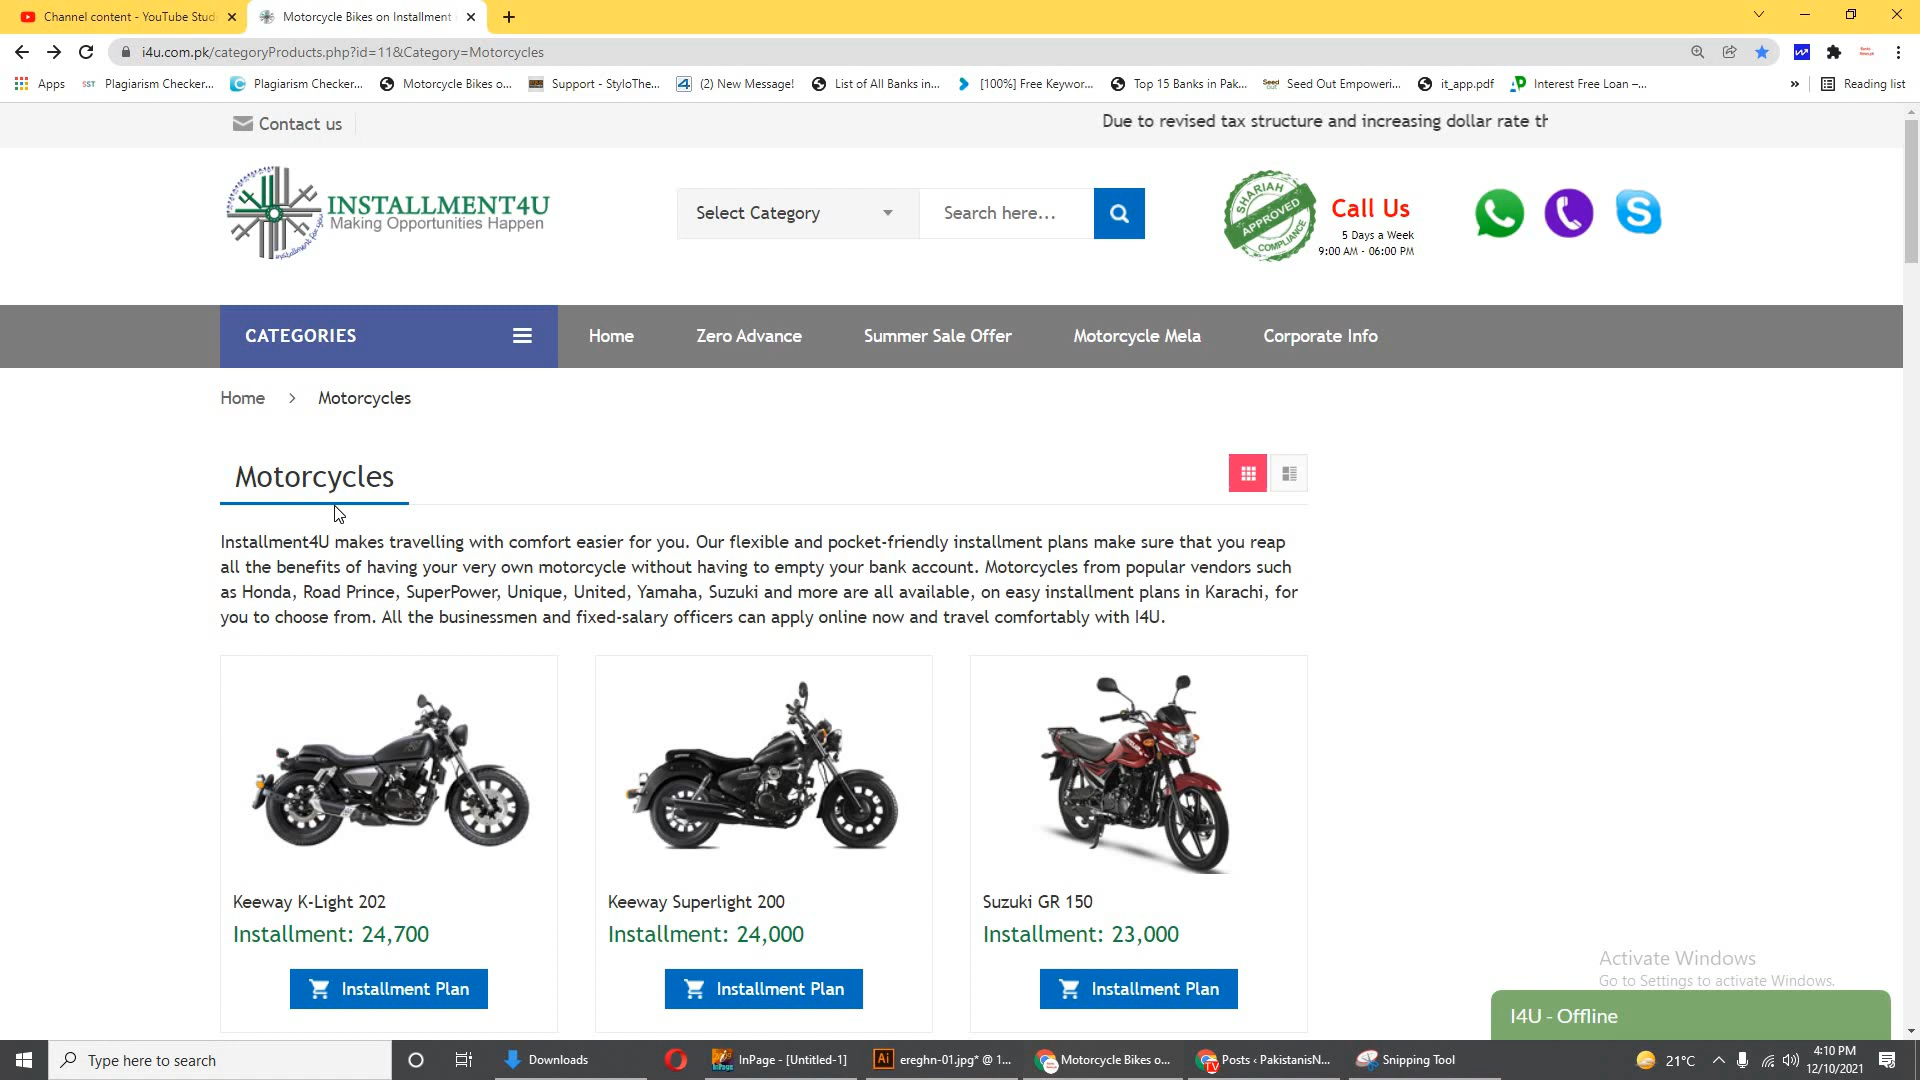 Channel content - YouTube Stud
Motorcycle Bikes on Installment
i4u.com.pk/categoryProducts.php?id=11&Category=Motorcycles
Apps
SST Plagiarism Checker...
Plagiarism Checker...
Motorcycle Bikes o...
Support - StyloThe...
(2) New Message!
List of All Banks in...
[100%] Free Keywor...
Top 15 Banks in Pak...
Seed Out Empoweri...
it_app.pdf
Interest Free Loan –...
»
Reading list
Contact us
Due to revised tax structure and increasing dollar rate th
INSTALLMENT4U
Making Opportunities Happen
Select Category
Search here...
SHARIAH
APPROVED
COMPLIANCE
Call Us
5 Days a Week
9:00 AM - 06:00 PM
CATEGORIES
Home
Zero Advance
Summer Sale Offer
Motorcycle Mela
Corporate Info
Home > Motorcycles
Motorcycles
Installment4U makes travelling with comfort easier for you. Our flexible and pocket-friendly installment plans make sure that you reap
all the benefits of having your very own motorcycle without having to empty your bank account. Motorcycles from popular vendors such
as Honda, Road Prince, SuperPower, Unique, United, Yamaha, Suzuki and more are all available, on easy installment plans in Karachi, for
you to choose from. All the businessmen and fixed-salary officers can apply online now and travel comfortably with I4U.
Keeway K-Light 202
Installment: 24,700
Installment Plan
Keeway Superlight 200
Installment: 24,000
Installment Plan
Suzuki GR 150
Installment: 23,000
Installment Plan
Activate Windows
Go to Settings to activate Windows.
I4U - Offline
Type here to search
Downloads
InPage - [Untitled-1]
Ai
ereghn-01.jpg* @ 1...
Motorcycle Bikes o...
TV
Posts ‹ PakistanisN...
Snipping Tool
21°C
4:10 PM
12/10/2021